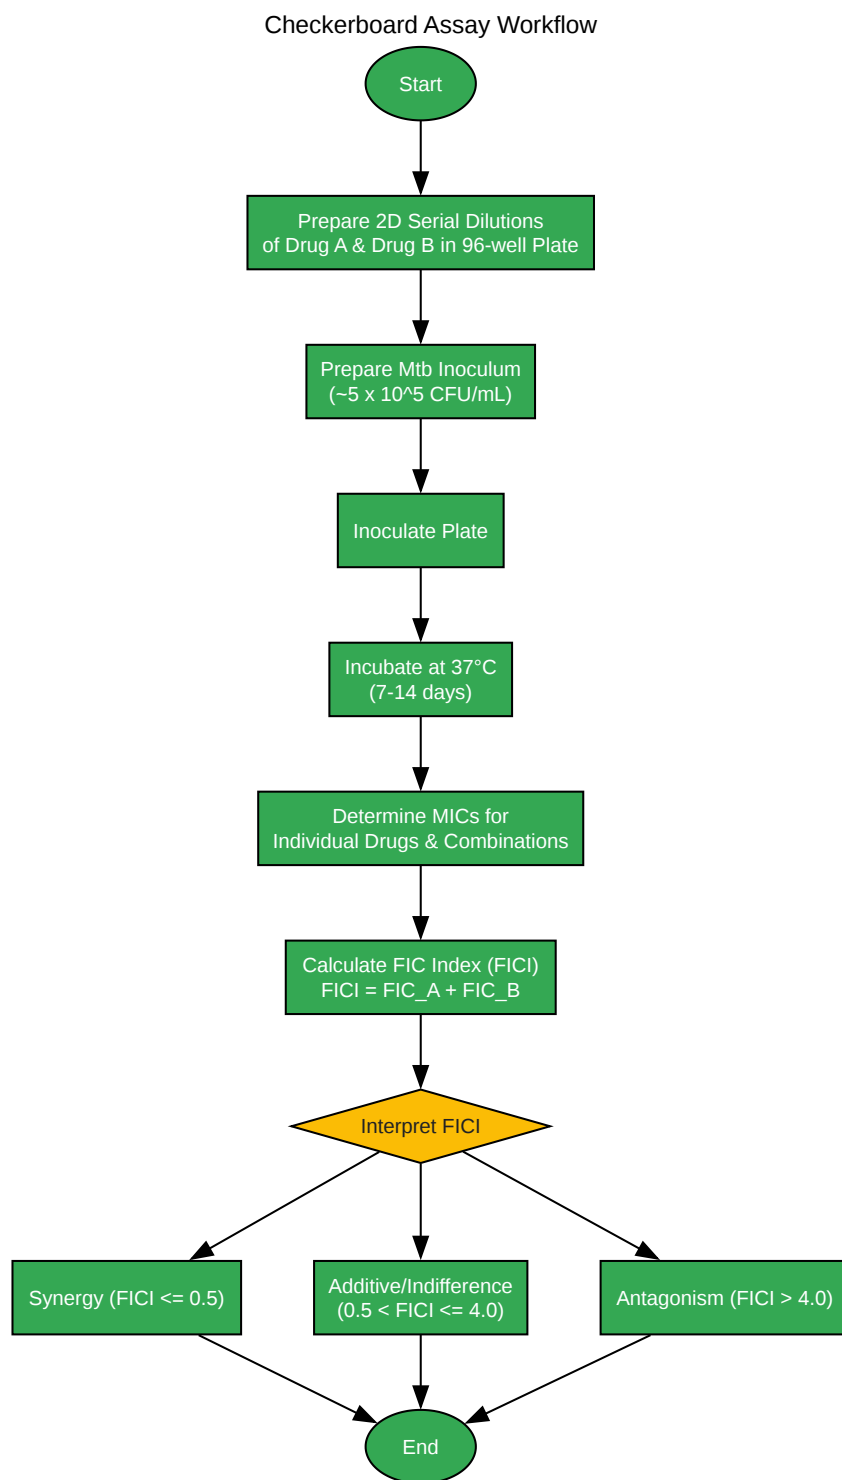 Checkerboard Assay Workflow
Start
Prepare 2D Serial Dilutions
of Drug A & Drug B in 96-well Plate
Prepare Mtb Inoculum
(~5 x 10^5 CFU/mL)
Inoculate Plate
Incubate at 37°C
(7-14 days)
Determine MICs for
Individual Drugs & Combinations
Calculate FIC Index (FICI)
FICI = FIC_A + FIC_B
Interpret FICI
Synergy (FICI <= 0.5)
Additive/Indifference
(0.5 < FICI <= 4.0)
Antagonism (FICI > 4.0)
End